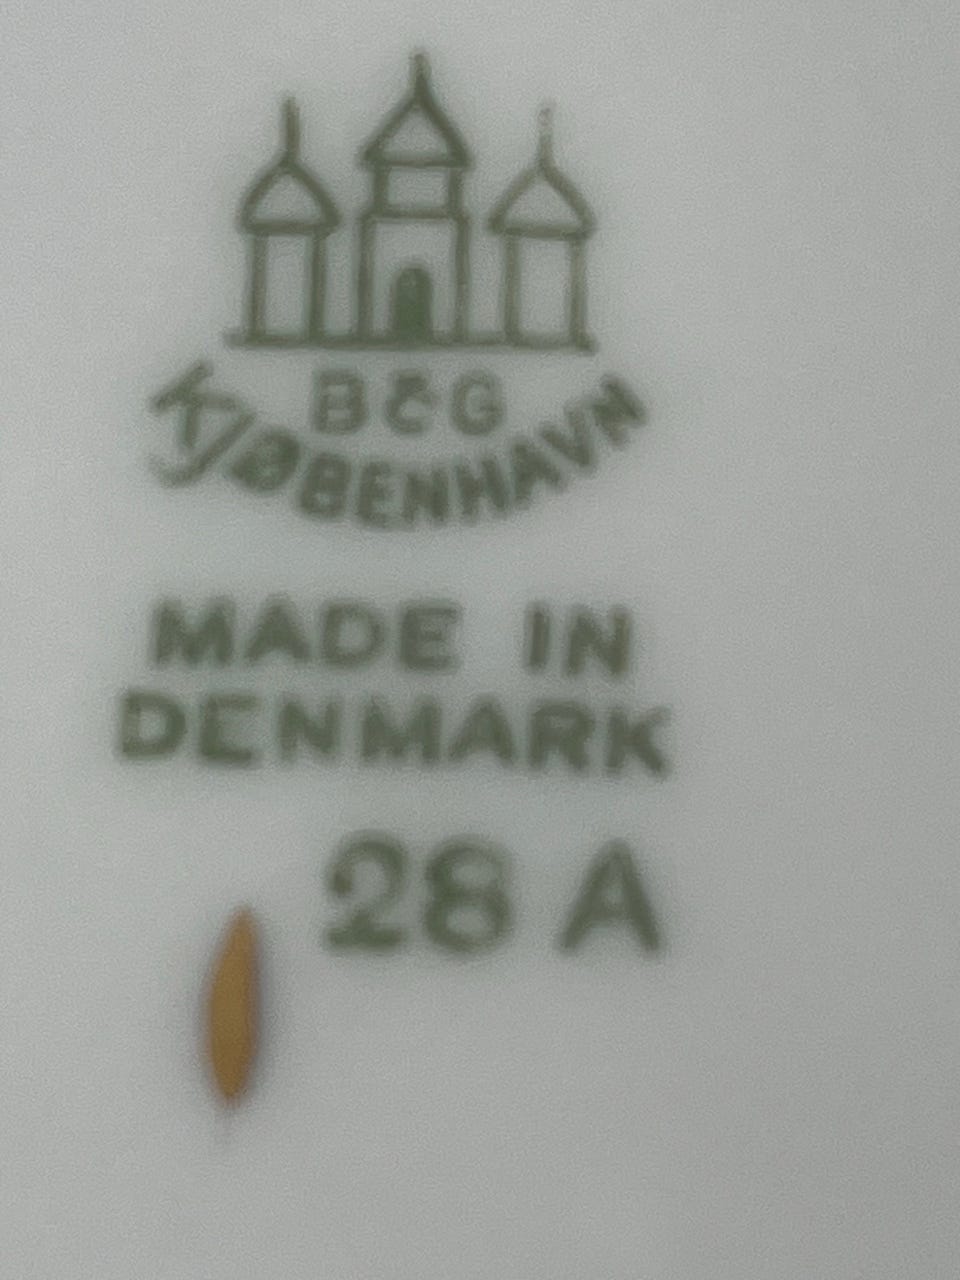 B&G
KJØBENHAVN
MADE IN
DENMARK
28 A